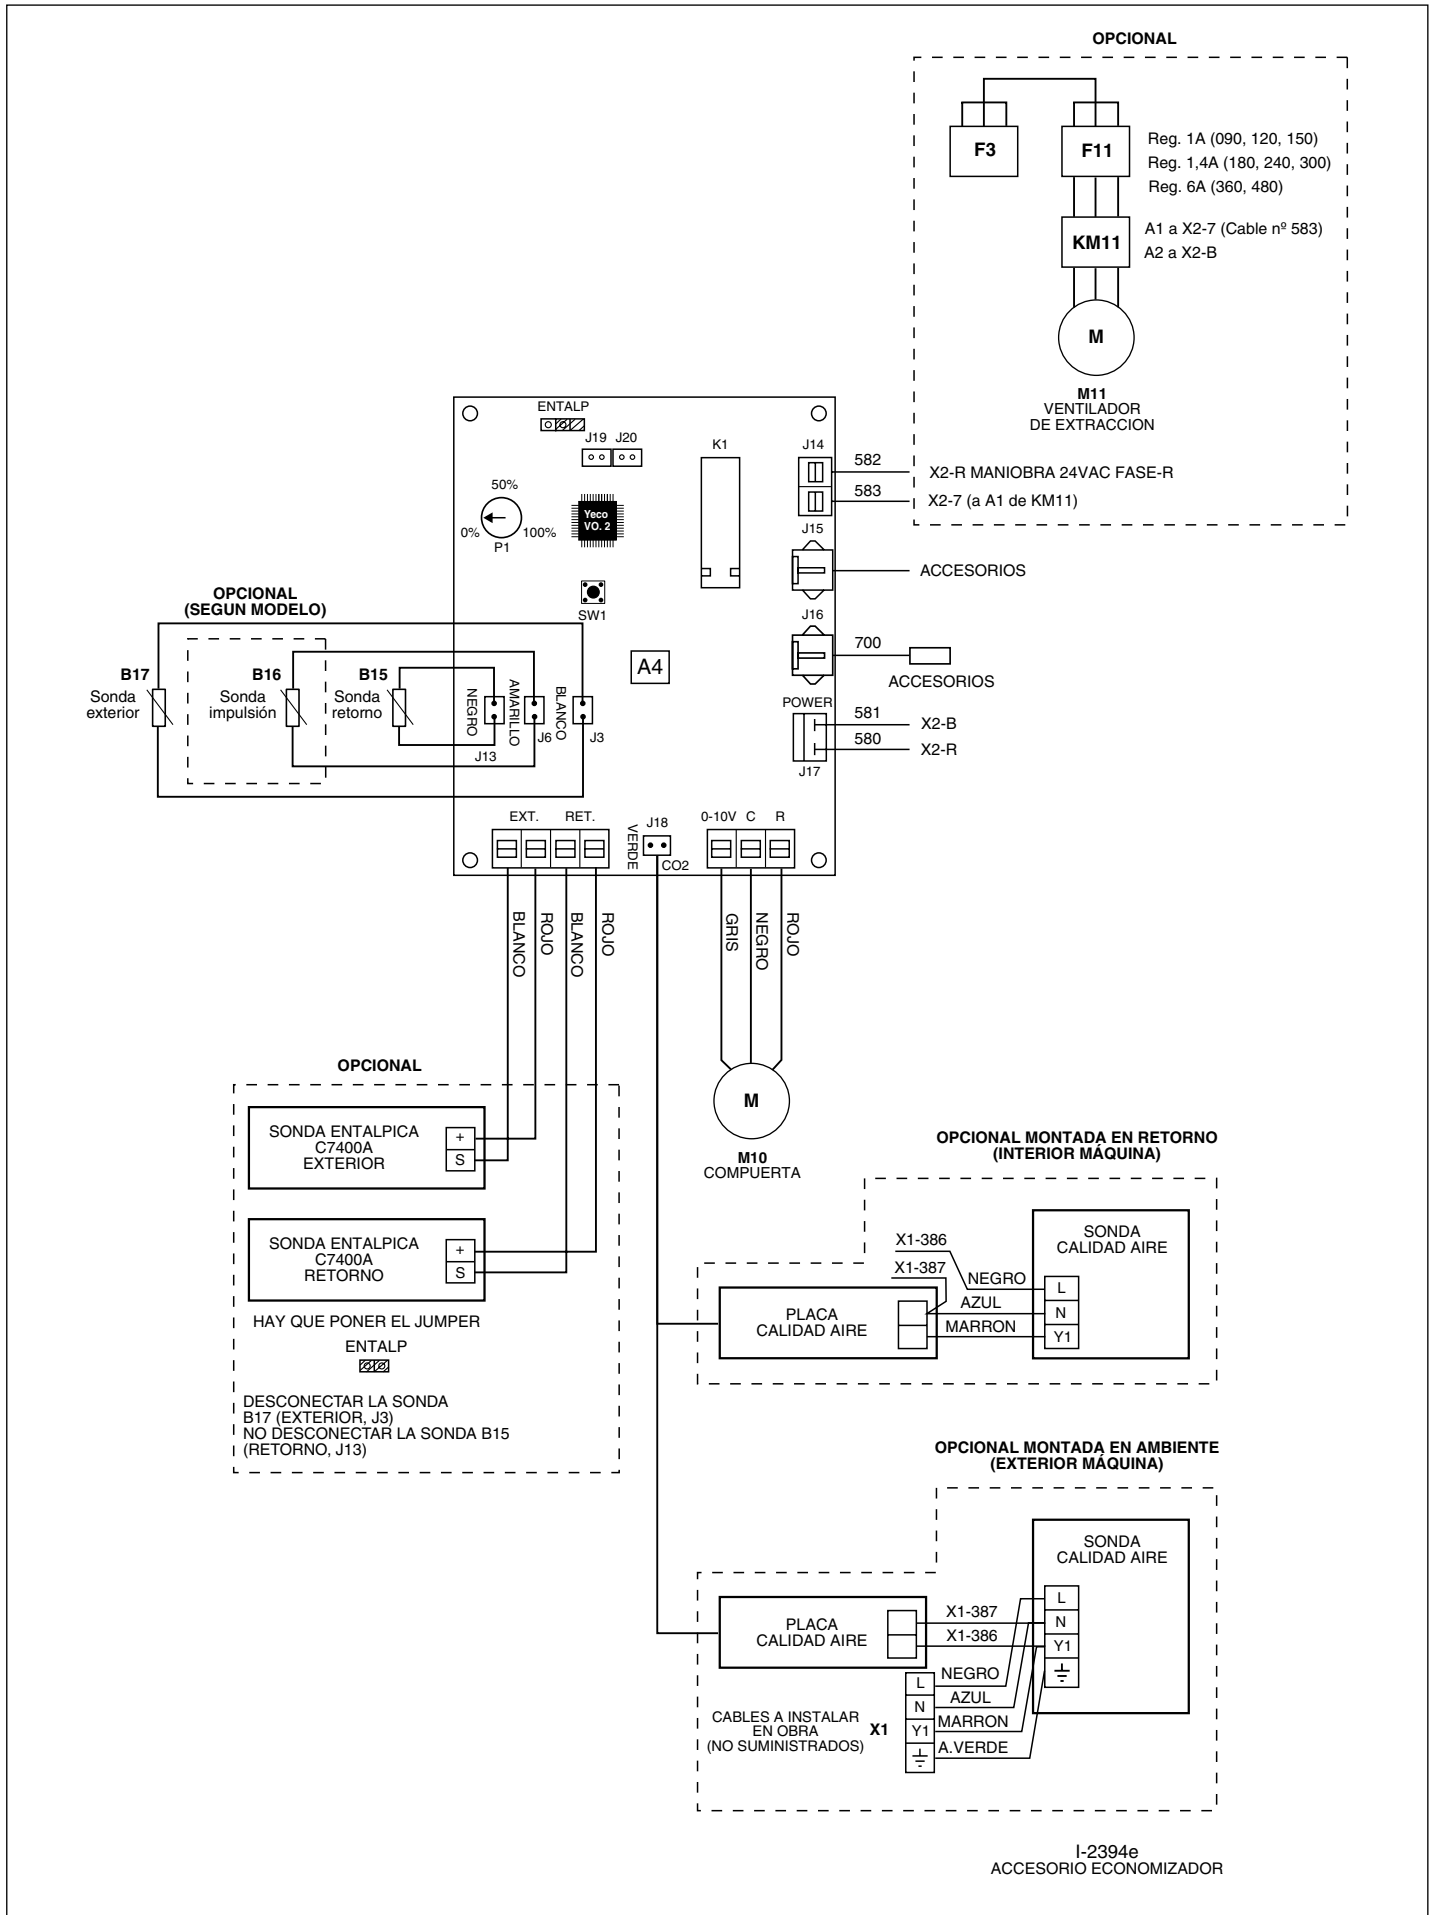 OPCIONAL
F3
F11
Reg. 1A (090, 120, 150)
Reg. 1,4A (180, 240, 300)
Reg. 6A (360, 480)
KM11
A1 a X2-7 (Cable nº 583)
A2 a X2-B
M
M11
VENTILADOR
DE EXTRACCION
ENTALP
J19 J20
K1
J14
582
X2-R MANIOBRA 24VAC FASE-R
583
X2-7 (a A1 de KM11)
50%
0%
100%
P1
Yeco
VO. 2
J15
ACCESORIOS
SW1
J16
700
ACCESORIOS
A4
OPCIONAL
(SEGUN MODELO)
B17
Sonda
exterior
B16
Sonda
impulsión
B15
Sonda
retorno
NEGRO
J13
AMARILLO
J6
BLANCO
J3
POWER
581
X2-B
580
X2-R
J17
EXT.
RET.
VERDE
J18
CO2
0-10V C R
BLANCO
ROJO
BLANCO
ROJO
GRIS
NEGRO
ROJO
M
M10
COMPUERTA
OPCIONAL
SONDA ENTALPICA
C7400A
EXTERIOR
+
S
SONDA ENTALPICA
C7400A
RETORNO
+
S
HAY QUE PONER EL JUMPER
ENTALP
DESCONECTAR LA SONDA
B17 (EXTERIOR, J3)
NO DESCONECTAR LA SONDA B15
(RETORNO, J13)
OPCIONAL MONTADA EN RETORNO
(INTERIOR MÁQUINA)
SONDA
CALIDAD AIRE
X1-386
X1-387
NEGRO
AZUL
MARRON
L
N
Y1
PLACA
CALIDAD AIRE
OPCIONAL MONTADA EN AMBIENTE
(EXTERIOR MÁQUINA)
SONDA
CALIDAD AIRE
L
N
Y1
PLACA
CALIDAD AIRE
X1-387
X1-386
NEGRO
AZUL
MARRON
A.VERDE
L
N
Y1
CABLES A INSTALAR
EN OBRA
(NO SUMINISTRADOS)
X1
I-2394e
ACCESORIO ECONOMIZADOR